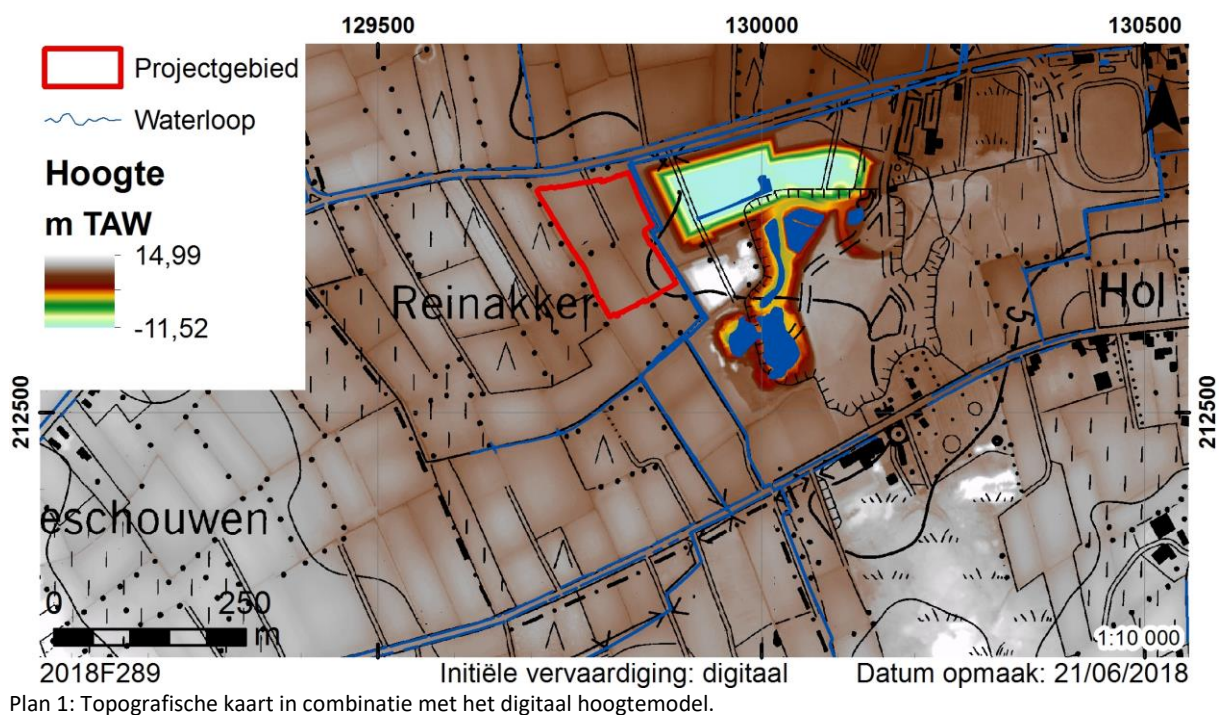 129500 130000 130500
Projectgebied
Waterloop
Hoogte
m TAW
14,99
-11,52
Reinakker
Hol
5
212500 212500
eschouwen
0 250
m
1:10 000
2018F289 Initiële vervaardiging: digitaal Datum opmaak: 21/06/2018
Plan 1: Topografische kaart in combinatie met het digitaal hoogtemodel.